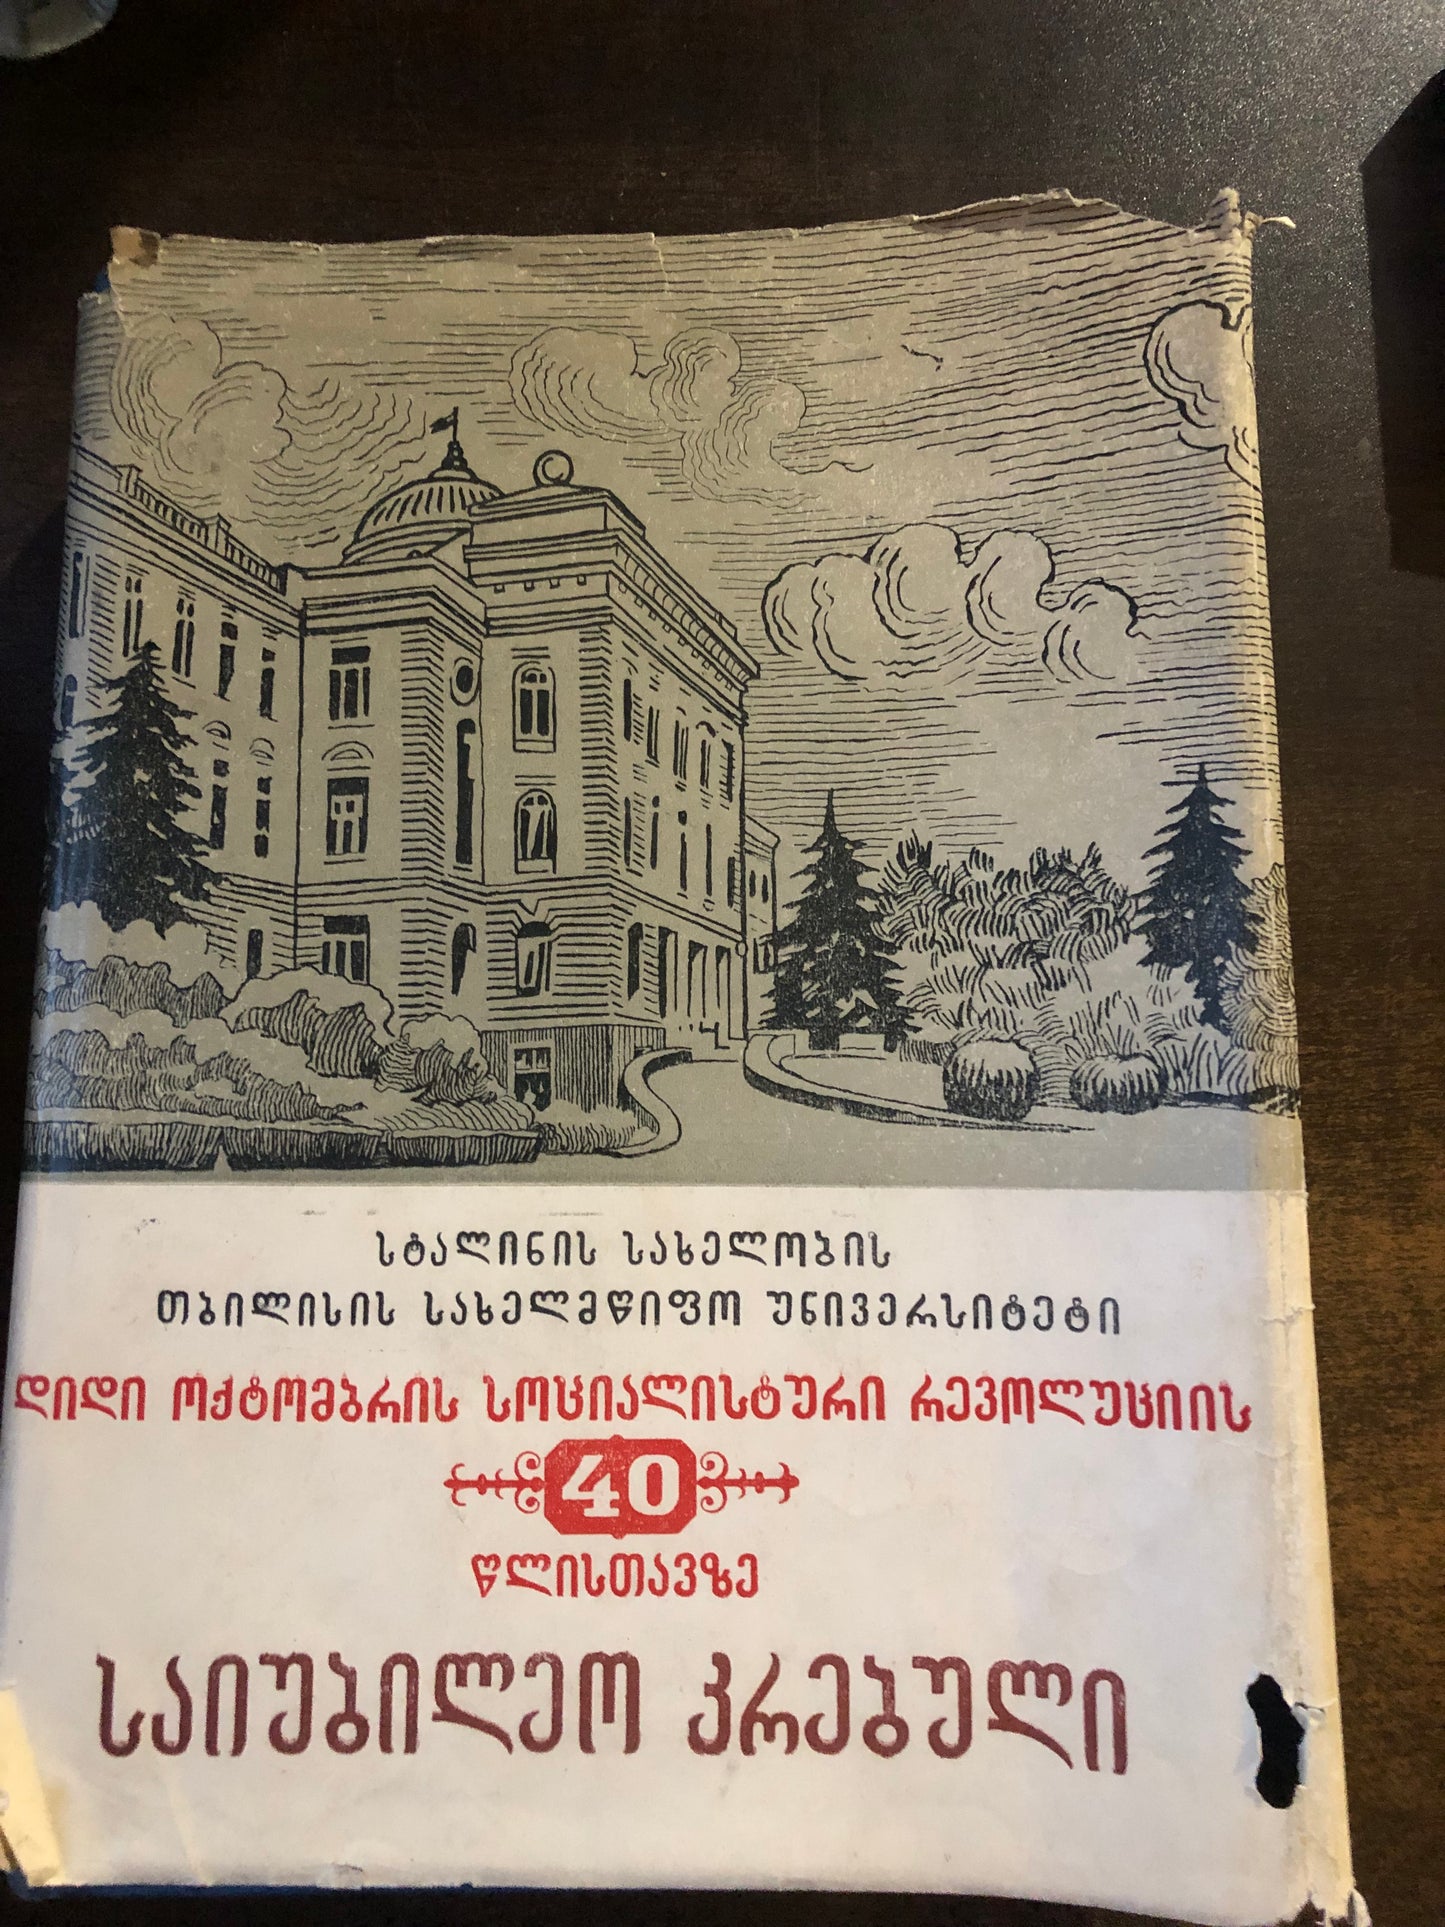 სტალინის სახელობის
თბილისის სახელმწიფო უნივერსიტეტი
დიდი ოქტომბრის სოციალისტური რევოლუციის
40
წლისთავზე
საიუბილეო კრებული